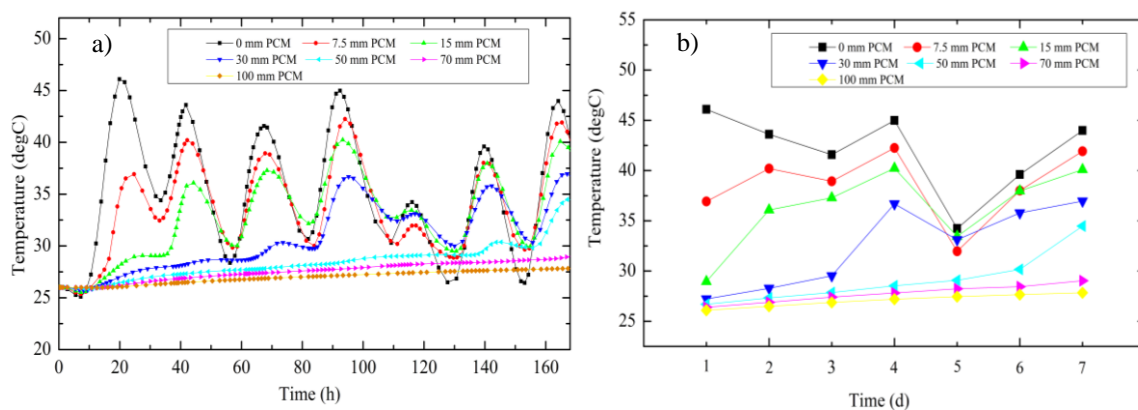 a)
0 mm PCM 7.5 mm PCM 15 mm PCM
30 mm PCM 50 mm PCM 70 mm PCM
100 mm PCM
Temperature (degC)
50
45
40
35
30
25
20
0 20 40 60 80 100 120 140 160
Time (h)
b)
0 mm PCM 7.5 mm PCM 15 mm PCM
30 mm PCM 50 mm PCM 70 mm PCM
100 mm PCM
Temperature (degC)
55
50
45
40
35
30
25
1 2 3 4 5 6 7
Time (d)